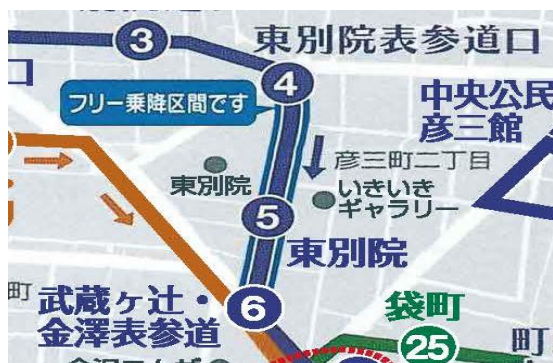 3
東別院表参道口
4
口
フリー乗降区間です
中央公民
彦三館
彦三町二丁目
東別院
いきいき
ギャラリー
5
東別院
町
武蔵ヶ辻・
金澤表参道
6
袋町
25
町